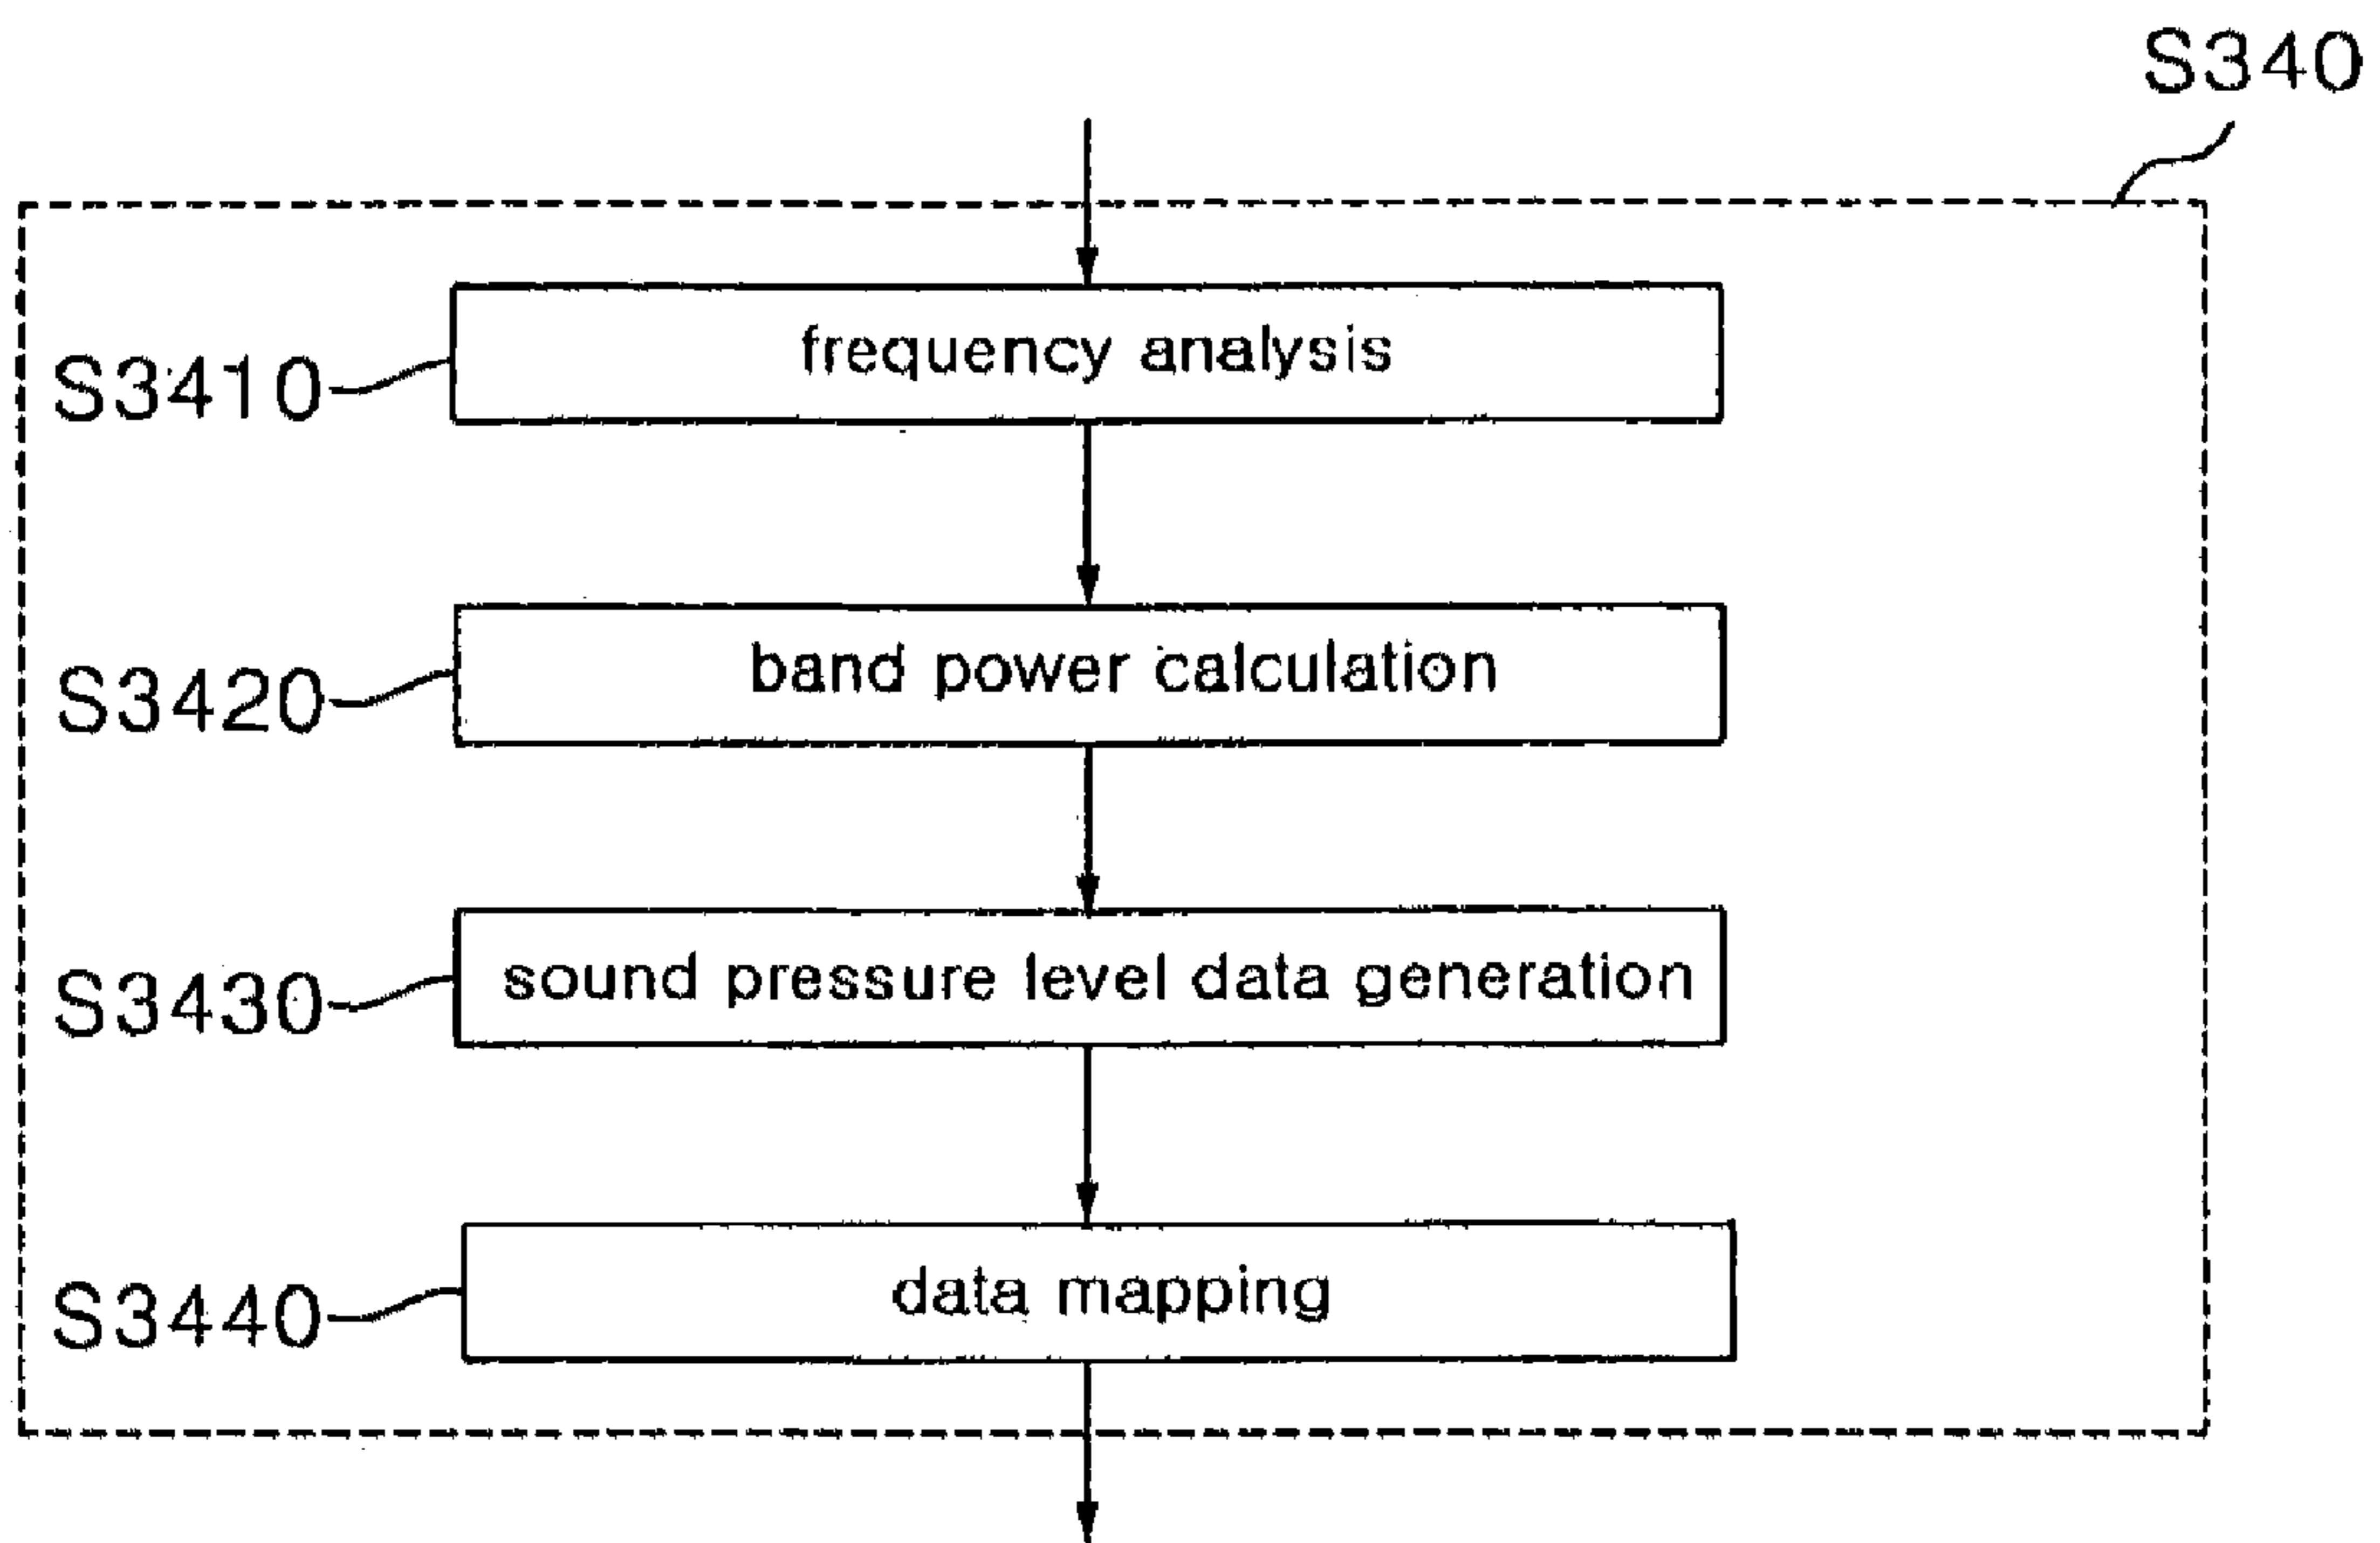 S340
frequency analysis
S3410
band power calculation
S3420
sound pressure level data generation
S3430
data mapping
S3440